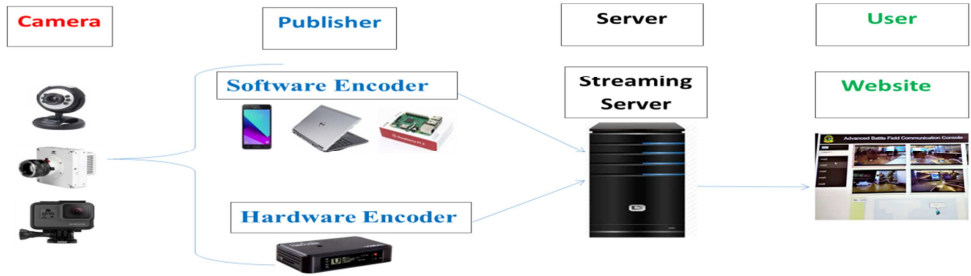 Camera
Publisher
Server
User
Software Encoder
Streaming
Server
Website
Advanced Battle Field Communication Console
Hardware Encoder